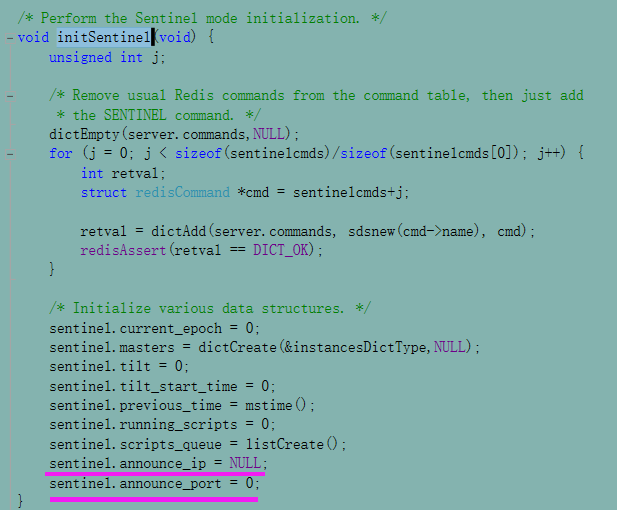 /* Perform the Sentinel mode initialization. */
void initSentinel(void) {
unsigned int j;
/* Remove usual Redis commands from the command table, then just add
* the SENTINEL command. */
dictEmpty(server.commands,NULL);
for (j = 0; j < sizeof(sentinelcmds)/sizeof(sentinelcmds[0]); j++) {
int retval;
struct redisCommand *cmd = sentinelcmds+j;
retval = dictAdd(server.commands, sdsnew(cmd->name), cmd);
redisAssert(retval == DICT_OK);
}
/* Initialize various data structures. */
sentinel.current_epoch = 0;
sentinel.masters = dictCreate(&instancesDictType,NULL);
sentinel.tilt = 0;
sentinel.tilt_start_time = 0;
sentinel.previous_time = mstime();
sentinel.running_scripts = 0;
sentinel.scripts_queue = listCreate();
sentinel.announce_ip = NULL;
sentinel.announce_port = 0;
}